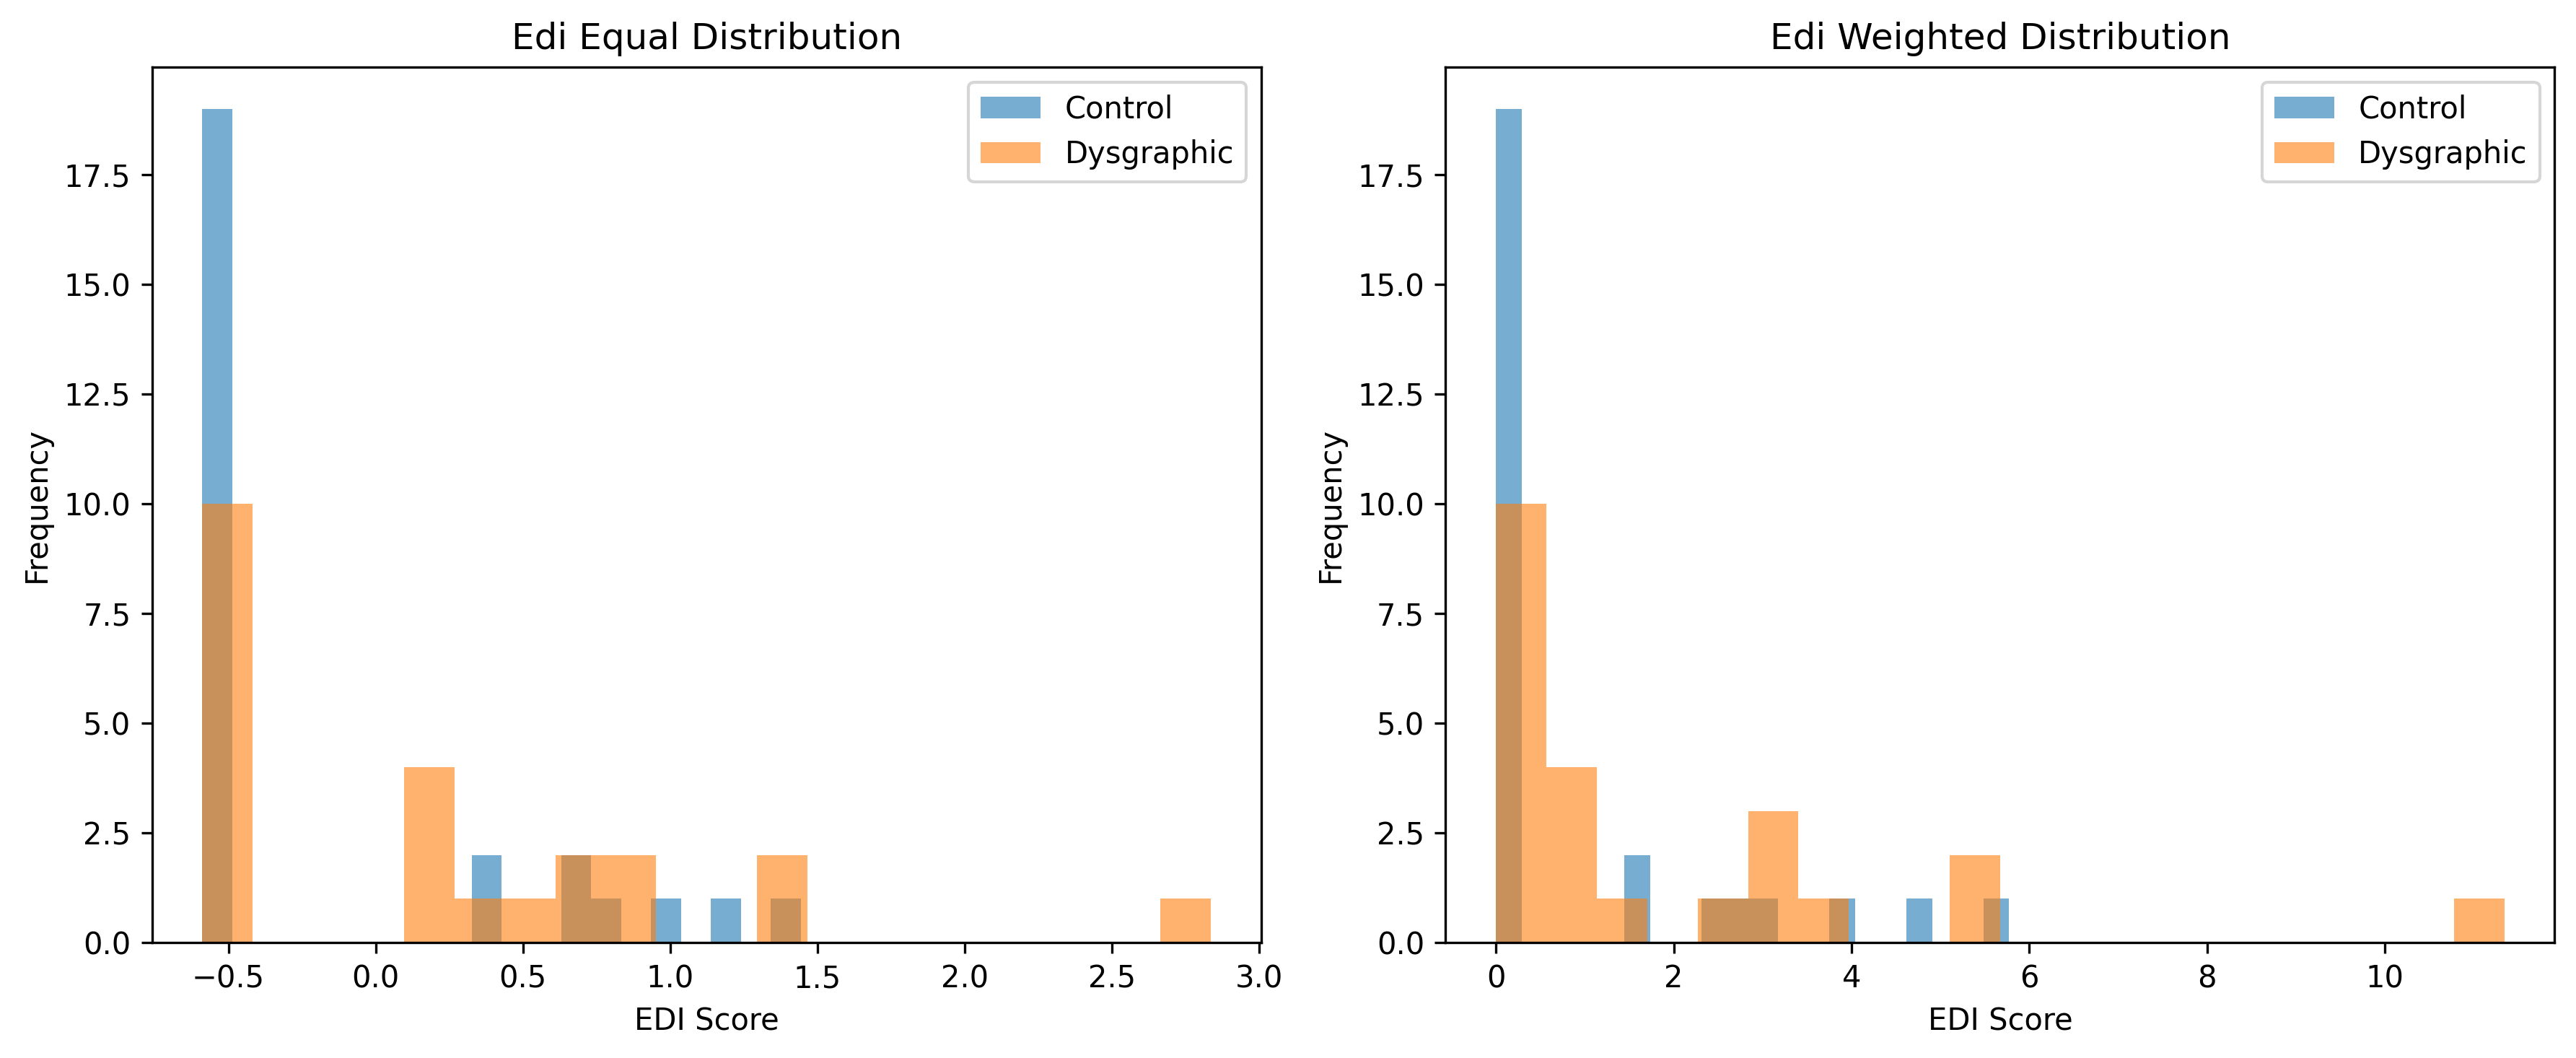 Edi Equal Distribution
Control
Dysgraphic
17.5
15.0
12.5
10.0
7.5
5.0
2.5
0.0
Frequency
−0.5 0.0 0.5 1.0 1.5 2.0 2.5 3.0
EDI Score
Edi Weighted Distribution
Control
Dysgraphic
17.5
15.0
12.5
10.0
7.5
5.0
2.5
0.0
Frequency
0 2 4 6 8 10
EDI Score